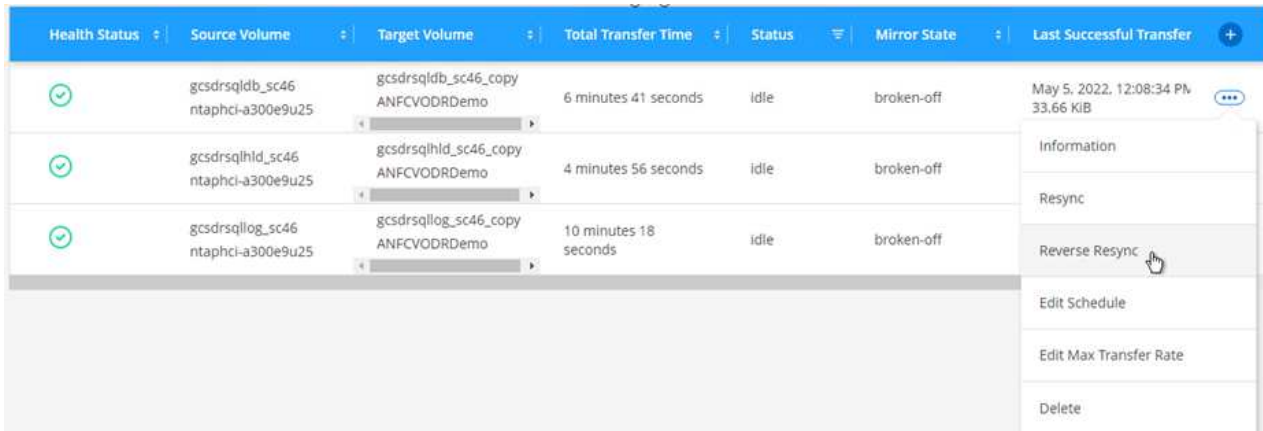 Health Status Source Volume Target Volume Total Transfer Time Status Mirror State Last Successful Transfer
gcsdrsqldb_sc46
ntaphci-a300e9u25
gcsdrsqldb_sc46_copy
ANFCVODRDemo
6 minutes 41 seconds
idle
broken-off
May 5, 2022, 12:08:34 PM
33.66 KiB
gcsdrsqlhld_sc46
ntaphci-a300e9u25
gcsdrsqlhld_sc46_copy
ANFCVODRDemo
4 minutes 56 seconds
idle
broken-off
gcsdrsqllog_sc46
ntaphci-a300e9u25
gcsdrsqllog_sc46_copy
ANFCVODRDemo
10 minutes 18
seconds
idle
broken-off
Information
Resync
Reverse Resync
Edit Schedule
Edit Max Transfer Rate
Delete